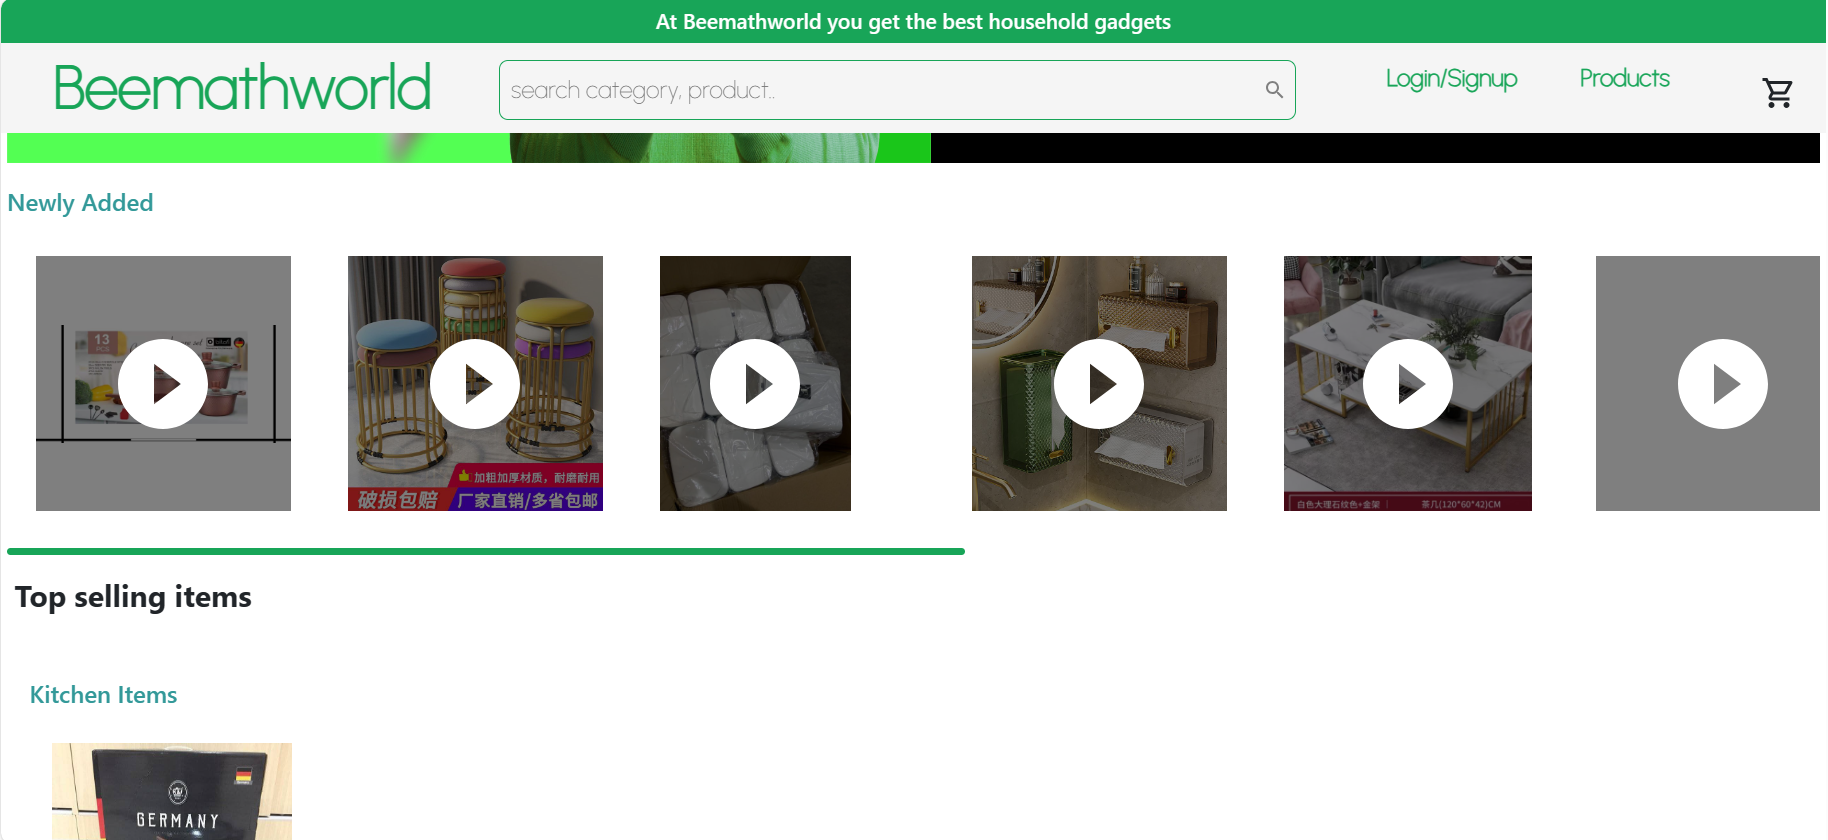 At Beemathworld you get the best household gadgets
Beemathworld
search category, product..
Login/Signup
Products
Newly Added
13
PCS
加粗加厚材质，耐磨耐用
破损包赔
厂家直销/多省包邮
白色大理石纹色+金架
茶几(120*60*42)CM
Top selling items
Kitchen Items
GERMANY